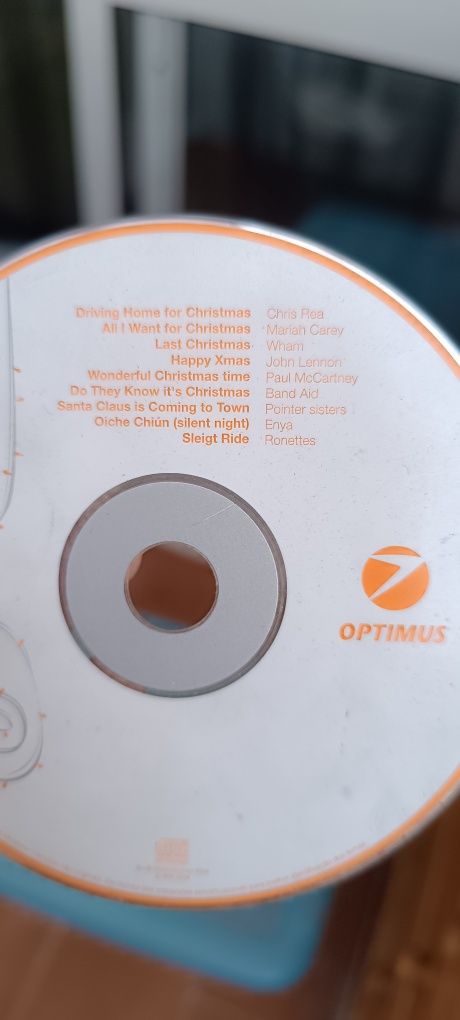 Driving Home for Christmas Chris Rea
All I Want for Christmas Mariah Carey
Last Christmas Wham
Happy Xmas John Lennon
Wonderful Christmas time Paul McCartney
Do They Know it's Christmas Band Aid
Santa Claus is Coming to Town Pointer sisters
Oiche Chiún (silent night) Enya
Sleigt Ride Ronettes
OPTIMUS